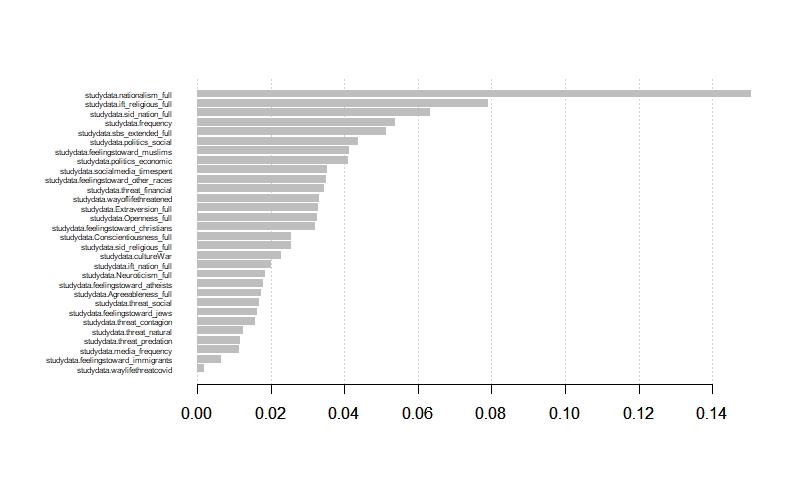 studydata.nationalism_full
studydata.ift_religious_full
studydata.sid_nation_full
studydata.frequency
studydata.sbs_extended_full
studydata.politics_social
studydata.feelingstoward_muslims
studydata.politics_economic
studydata.socialmedia_timespent
studydata.feelingstoward_other_races
studydata.threat_financial
studydata.wayoflifethreatened
studydata.Extraversion_full
studydata.Openness_full
studydata.feelingstoward_christians
studydata.Conscientiousness_full
studydata.sid_religious_full
studydata.cultureWar
studydata.ift_nation_full
studydata.Neuroticism_full
studydata.feelingstoward_atheists
studydata.Agreeableness_full
studydata.threat_social
studydata.feelingstoward_jews
studydata.threat_contagion
studydata.threat_natural
studydata.threat_predation
studydata.media_frequency
studydata.feelingstoward_immigrants
studydata.waylifethreatcovid
0.00 0.02 0.04 0.06 0.08 0.10 0.12 0.14